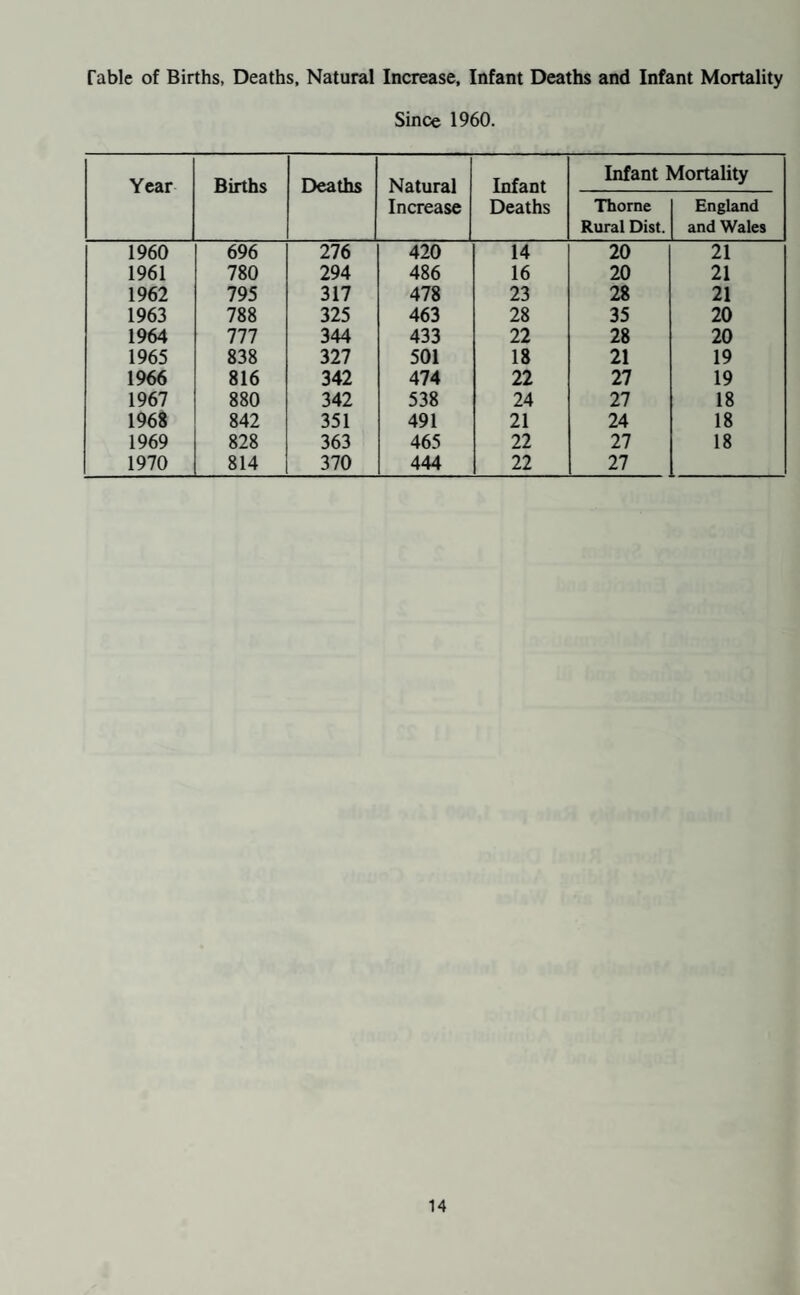 Table of Births, Deaths, Natural Increase, Infant Deaths and Infant Mortality
Since 1960.
Year Births Deaths Natural Increase Infant Deaths Infant Mortality
Thorne Rural Dist. England and Wales
1960 696 276 420 14 20 21
1961 780 294 486 16 20 21
1962 795 317 478 23 28 21
1963 788 325 463 28 35 20
1964 777 344 433 22 28 20
1965 838 327 501 18 21 19
1966 816 342 474 22 27 19
1967 880 342 538 24 27 18
1968 842 351 491 21 24 18
1969 828 363 465 22 27 18
1970 814 370 444 22 27
14